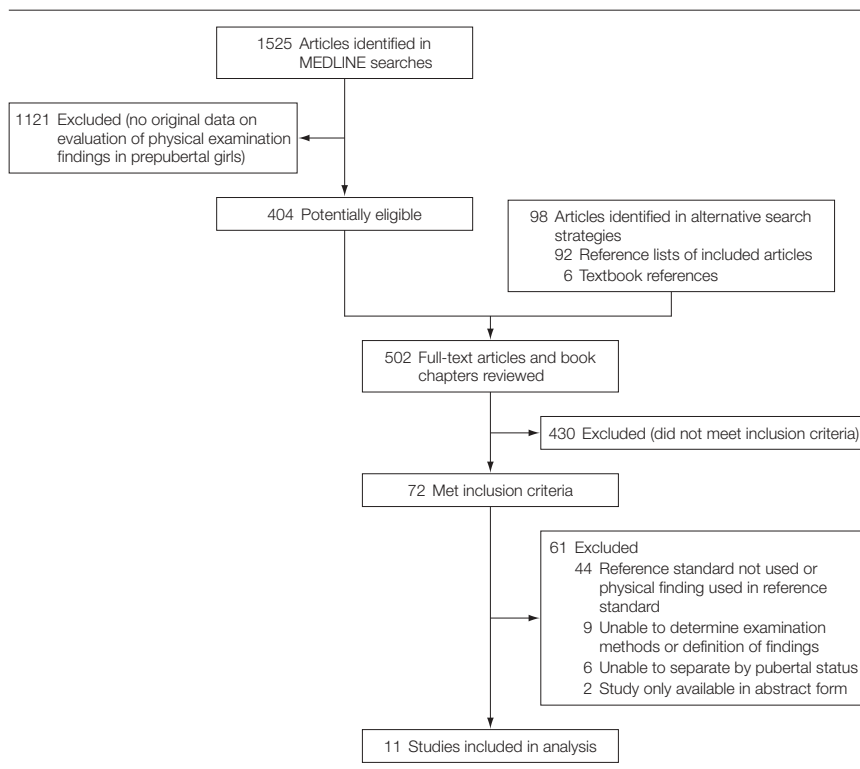 1525 Articles identified in
MEDLINE searches
1121 Excluded (no original data on
evaluation of physical examination
findings in prepubertal girls)
404 Potentially eligible
98 Articles identified in alternative search
strategies
92 Reference lists of included articles
6 Textbook references
502 Full-text articles and book
chapters reviewed
430 Excluded (did not meet inclusion criteria)
72 Met inclusion criteria
61 Excluded
44 Reference standard not used or
physical finding used in reference
standard
9 Unable to determine examination
methods or definition of findings
6 Unable to separate by pubertal status
2 Study only available in abstract form
11 Studies included in analysis